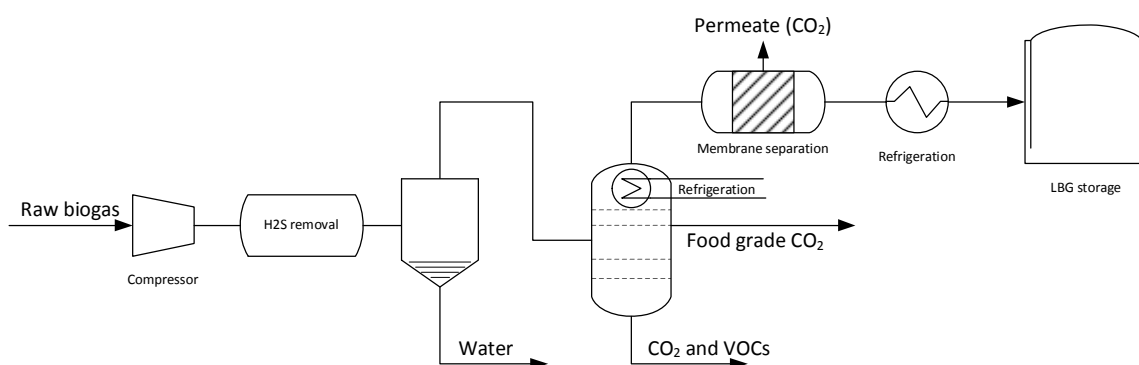 Permeate (CO₂)
Membrane separation
Refrigeration
LBG storage
Refrigeration
Raw biogas
H2S removal
Compressor
Food grade CO₂
Water
CO₂ and VOCs